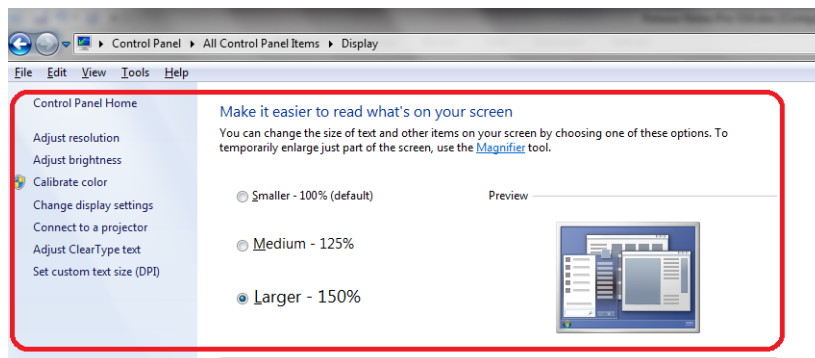 Control Panel ▸ All Control Panel Items ▸ Display
File Edit View Tools Help
Control Panel Home
Adjust resolution
Adjust brightness
Calibrate color
Change display settings
Connect to a projector
Adjust ClearType text
Set custom text size (DPI)
Make it easier to read what's on your screen
You can change the size of text and other items on your screen by choosing one of these options. To
temporarily enlarge just part of the screen, use the Magnifier tool.
Smaller - 100% (default)
Preview
Medium - 125%
Larger - 150%